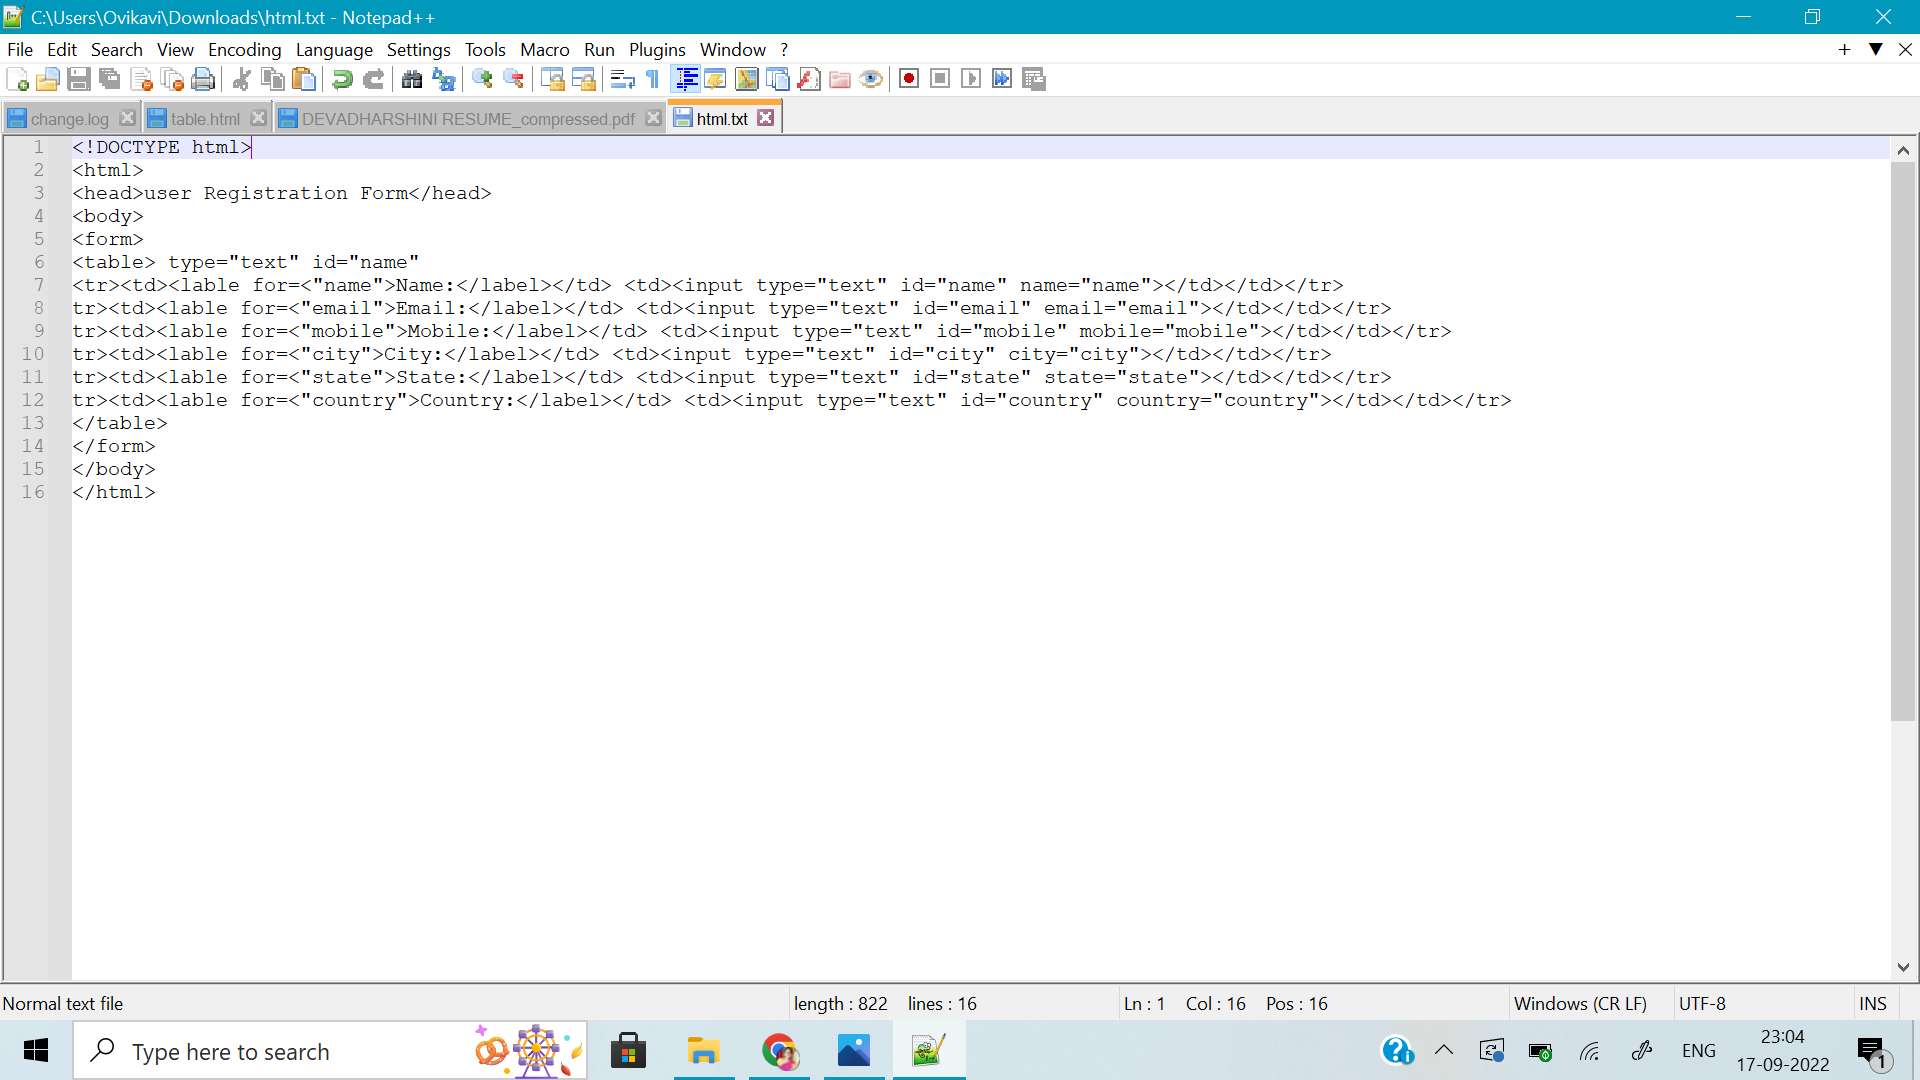 C:\Users\Ovikavi\Downloads\html.txt - Notepad++
File Edit Search View Encoding Language Settings Tools Macro Run Plugins Window ?
change.log table.html DEVADHARSHINI RESUME_compressed.pdf html.txt
1 <!DOCTYPE html>
2 <html>
3 <head>user Registration Form</head>
4 <body>
5 <form>
6 <table> type="text" id="name"
7 <tr><td><lable for=<"name">Name:</label></td> <td><input type="text" id="name" name="name"></td></td></tr>
8 tr><td><lable for=<"email">Email:</label></td> <td><input type="text" id="email" email="email"></td></td></tr>
9 tr><td><lable for=<"mobile">Mobile:</label></td> <td><input type="text" id="mobile" mobile="mobile"></td></td></tr>
10 tr><td><lable for=<"city">City:</label></td> <td><input type="text" id="city" city="city"></td></td></tr>
11 tr><td><lable for=<"state">State:</label></td> <td><input type="text" id="state" state="state"></td></td></tr>
12 tr><td><lable for=<"country">Country:</label></td> <td><input type="text" id="country" country="country"></td></td></tr>
13 </table>
14 </form>
15 </body>
16 </html>
Normal text file length : 822 lines : 16 Ln : 1 Col : 16 Pos : 16 Windows (CR LF) UTF-8 INS
Type here to search ENG 23:04
17-09-2022 1